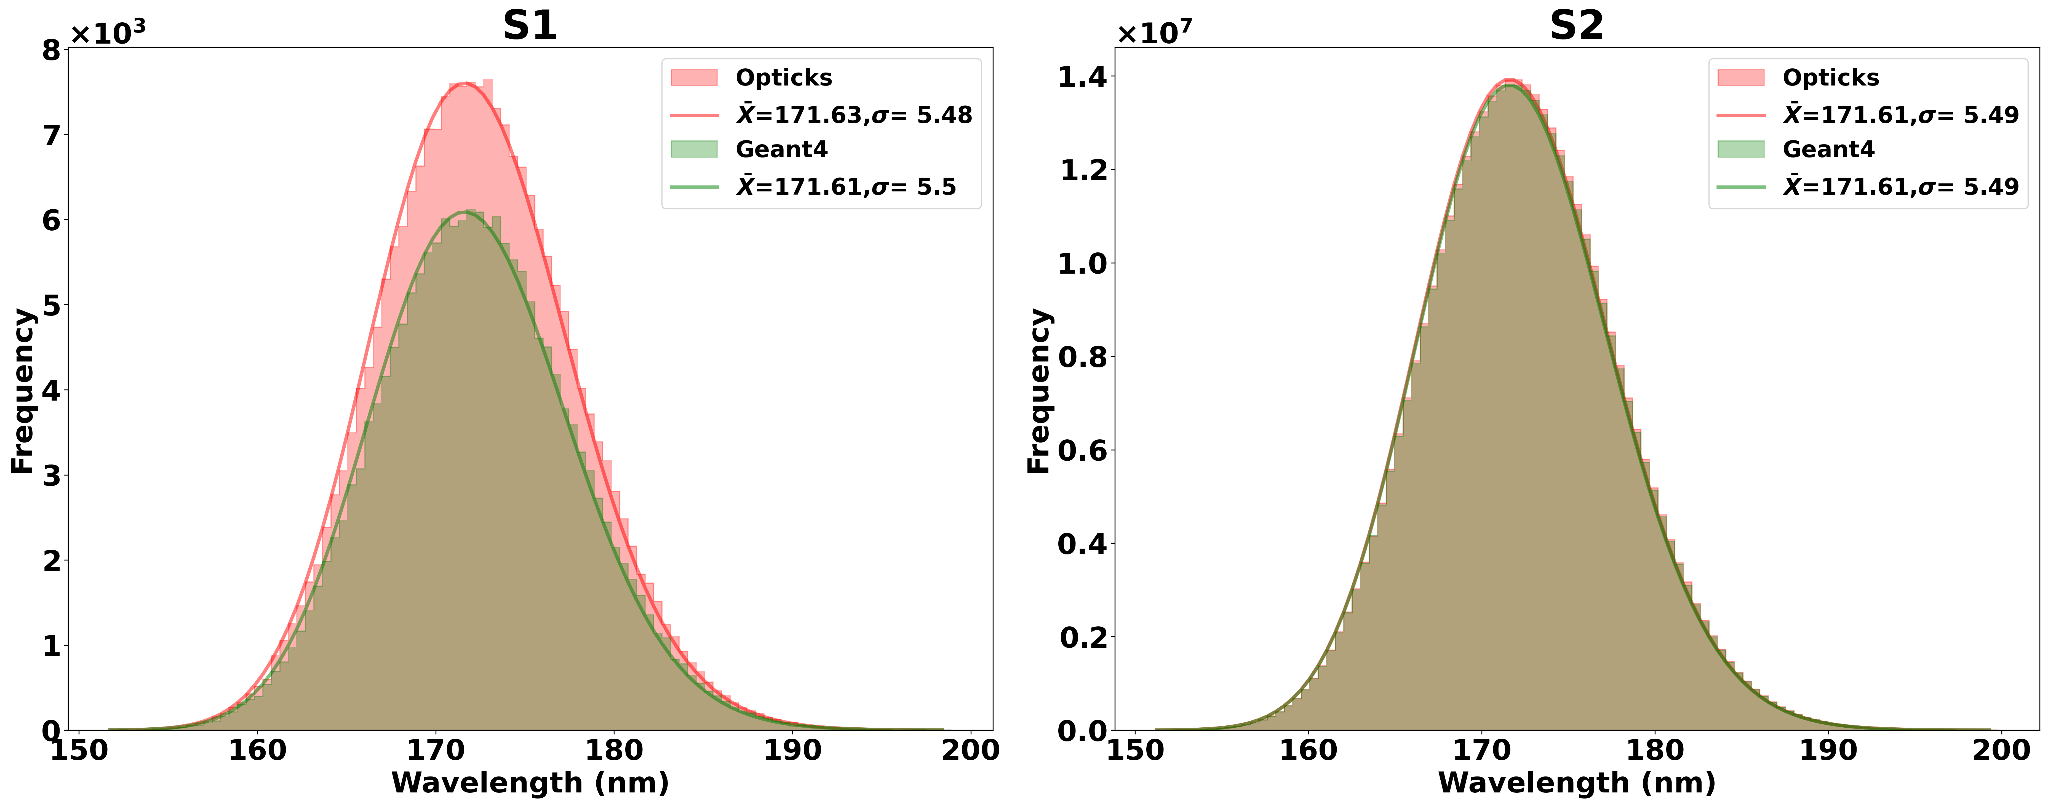 S1
×10³
8
7
6
5
4
3
2
1
0
Frequency
150 160 170 180 190 200
Wavelength (nm)
Opticks
X̄=171.63,σ= 5.48
Geant4
X̄=171.61,σ= 5.5
S2
×10⁷
1.4
1.2
1.0
0.8
0.6
0.4
0.2
0.0
Frequency
150 160 170 180 190 200
Wavelength (nm)
Opticks
X̄=171.61,σ= 5.49
Geant4
X̄=171.61,σ= 5.49